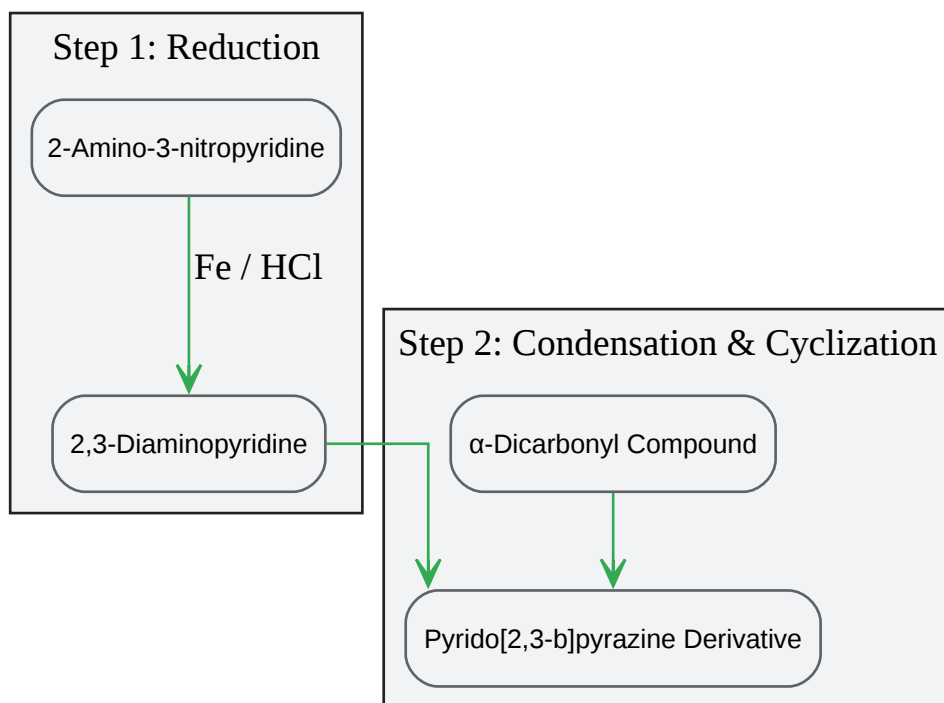 Step 1: Reduction
2-Amino-3-nitropyridine
Fe / HCl
2,3-Diaminopyridine
Step 2: Condensation & Cyclization
α-Dicarbonyl Compound
Pyrido[2,3-b]pyrazine Derivative